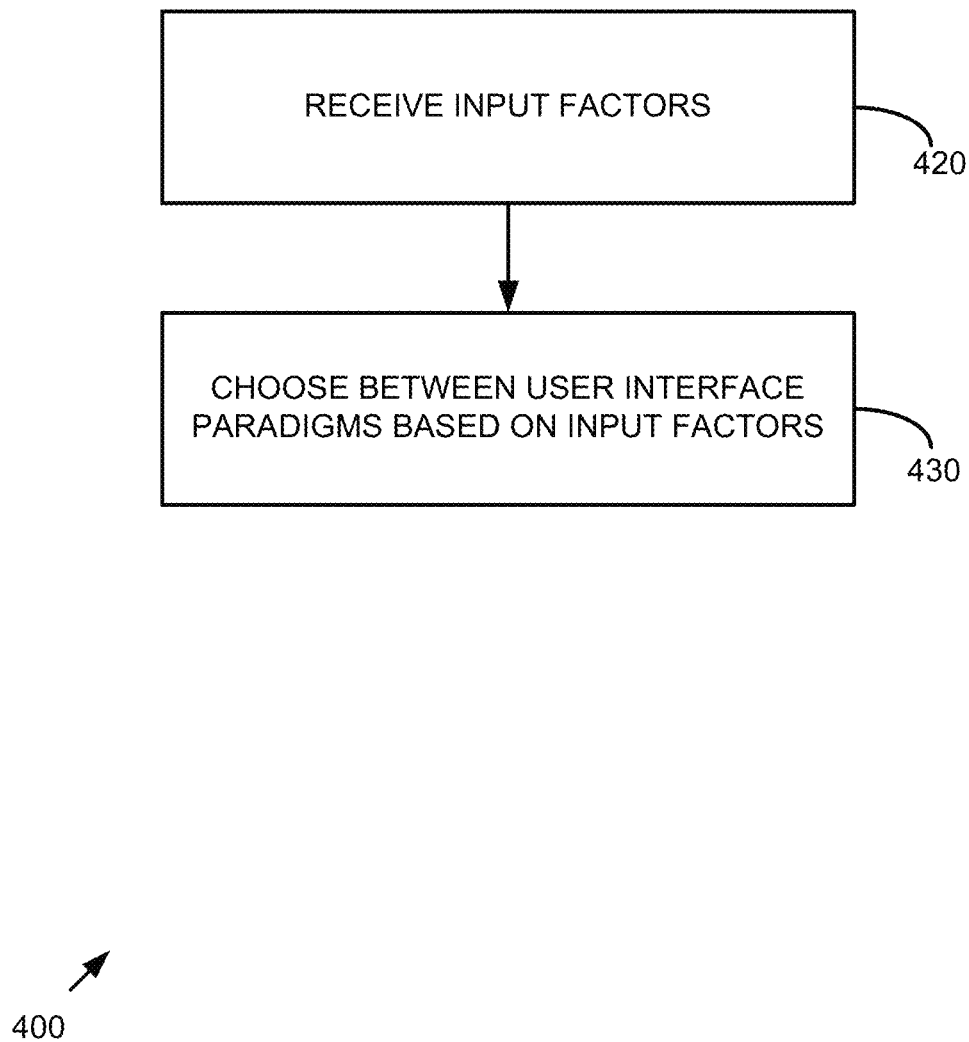 RECEIVE INPUT FACTORS
420
CHOOSE BETWEEN USER INTERFACE
PARADIGMS BASED ON INPUT FACTORS
430
400